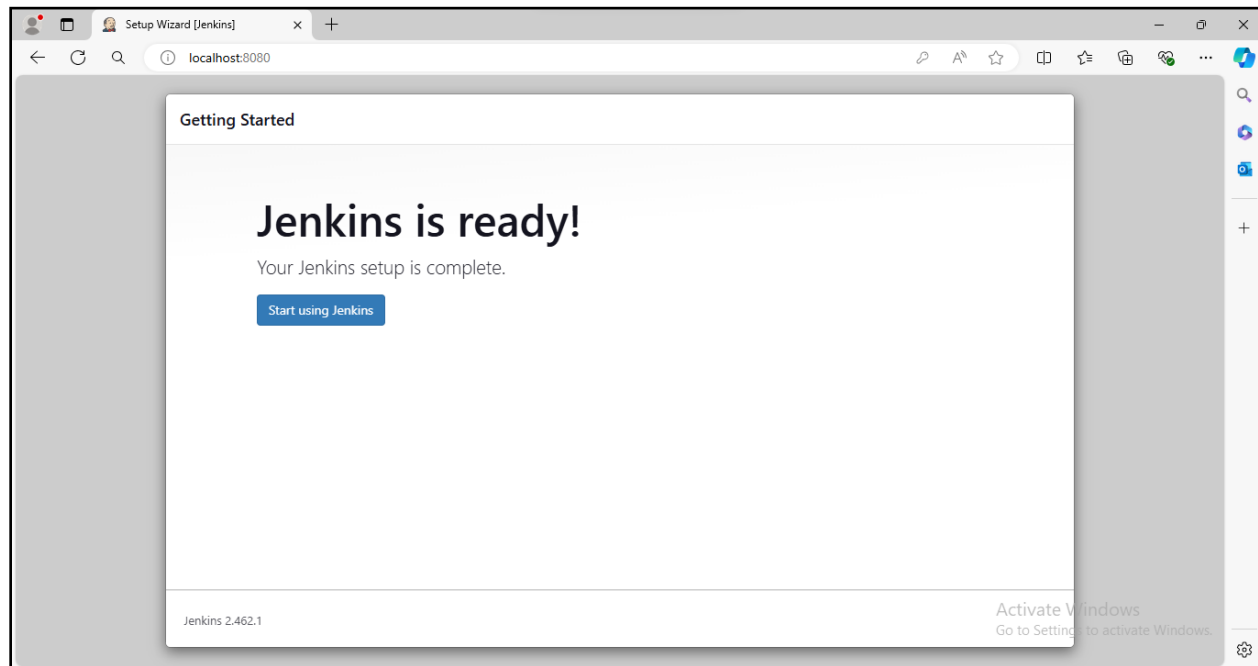 Setup Wizard [Jenkins]
localhost:8080
Getting Started
Jenkins is ready!
Your Jenkins setup is complete.
Start using Jenkins
Jenkins 2.462.1
Activate Windows
Go to Settings to activate Windows.